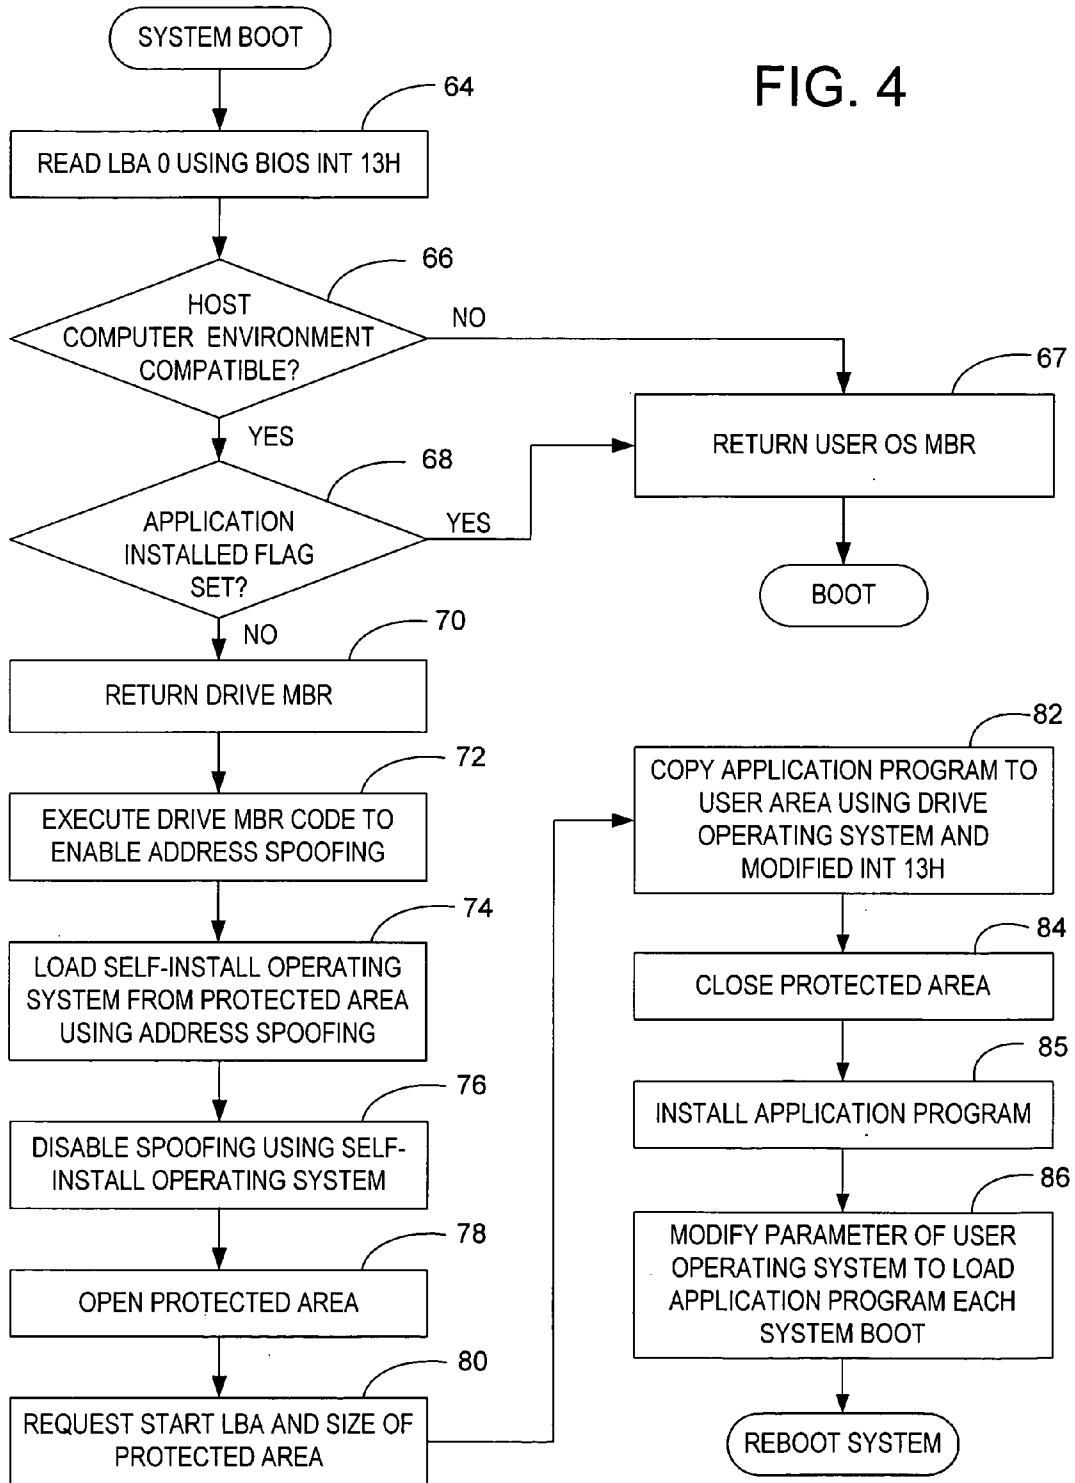 SYSTEM BOOT
FIG. 4
64
READ LBA 0 USING BIOS INT 13H
66
HOST
COMPUTER ENVIRONMENT
COMPATIBLE?
NO
67
RETURN USER OS MBR
YES
68
APPLICATION
INSTALLED FLAG
SET?
YES
BOOT
NO
70
RETURN DRIVE MBR
72
EXECUTE DRIVE MBR CODE TO
ENABLE ADDRESS SPOOFING
74
LOAD SELF-INSTALL OPERATING
SYSTEM FROM PROTECTED AREA
USING ADDRESS SPOOFING
76
DISABLE SPOOFING USING SELF-
INSTALL OPERATING SYSTEM
78
OPEN PROTECTED AREA
80
REQUEST START LBA AND SIZE OF
PROTECTED AREA
82
COPY APPLICATION PROGRAM TO
USER AREA USING DRIVE
OPERATING SYSTEM AND
MODIFIED INT 13H
84
CLOSE PROTECTED AREA
85
INSTALL APPLICATION PROGRAM
86
MODIFY PARAMETER OF USER
OPERATING SYSTEM TO LOAD
APPLICATION PROGRAM EACH
SYSTEM BOOT
REBOOT SYSTEM